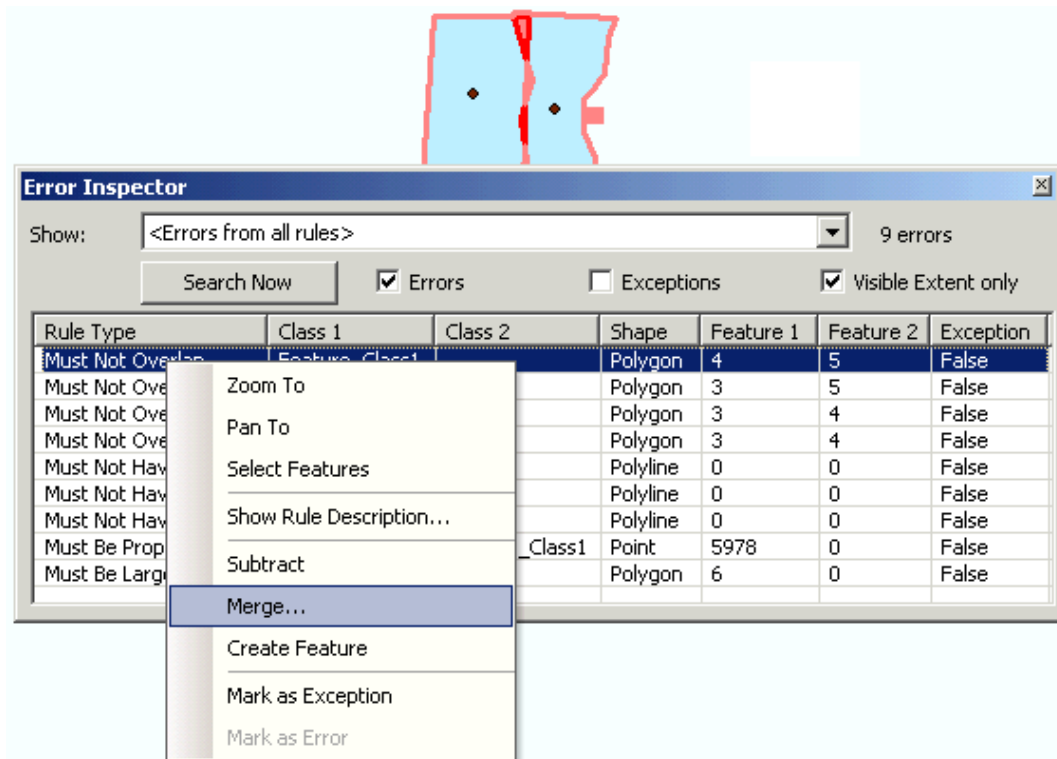 Error Inspector
Show: <Errors from all rules> 9 errors
Search Now Errors Exceptions Visible Extent only
Rule Type Class 1 Class 2 Shape Feature 1 Feature 2 Exception
Must Not Overlap Feature_Class1 Polygon 4 5 False
Must Not Ove Polygon 3 5 False
Must Not Ove Polygon 3 4 False
Must Not Ove Polygon 3 4 False
Must Not Hav Polyline 0 0 False
Must Not Hav Polyline 0 0 False
Must Not Hav Polyline 0 0 False
Must Be Prop _Class1 Point 5978 0 False
Must Be Large Polygon 6 0 False
Zoom To
Pan To
Select Features
Show Rule Description...
Subtract
Merge...
Create Feature
Mark as Exception
Mark as Error